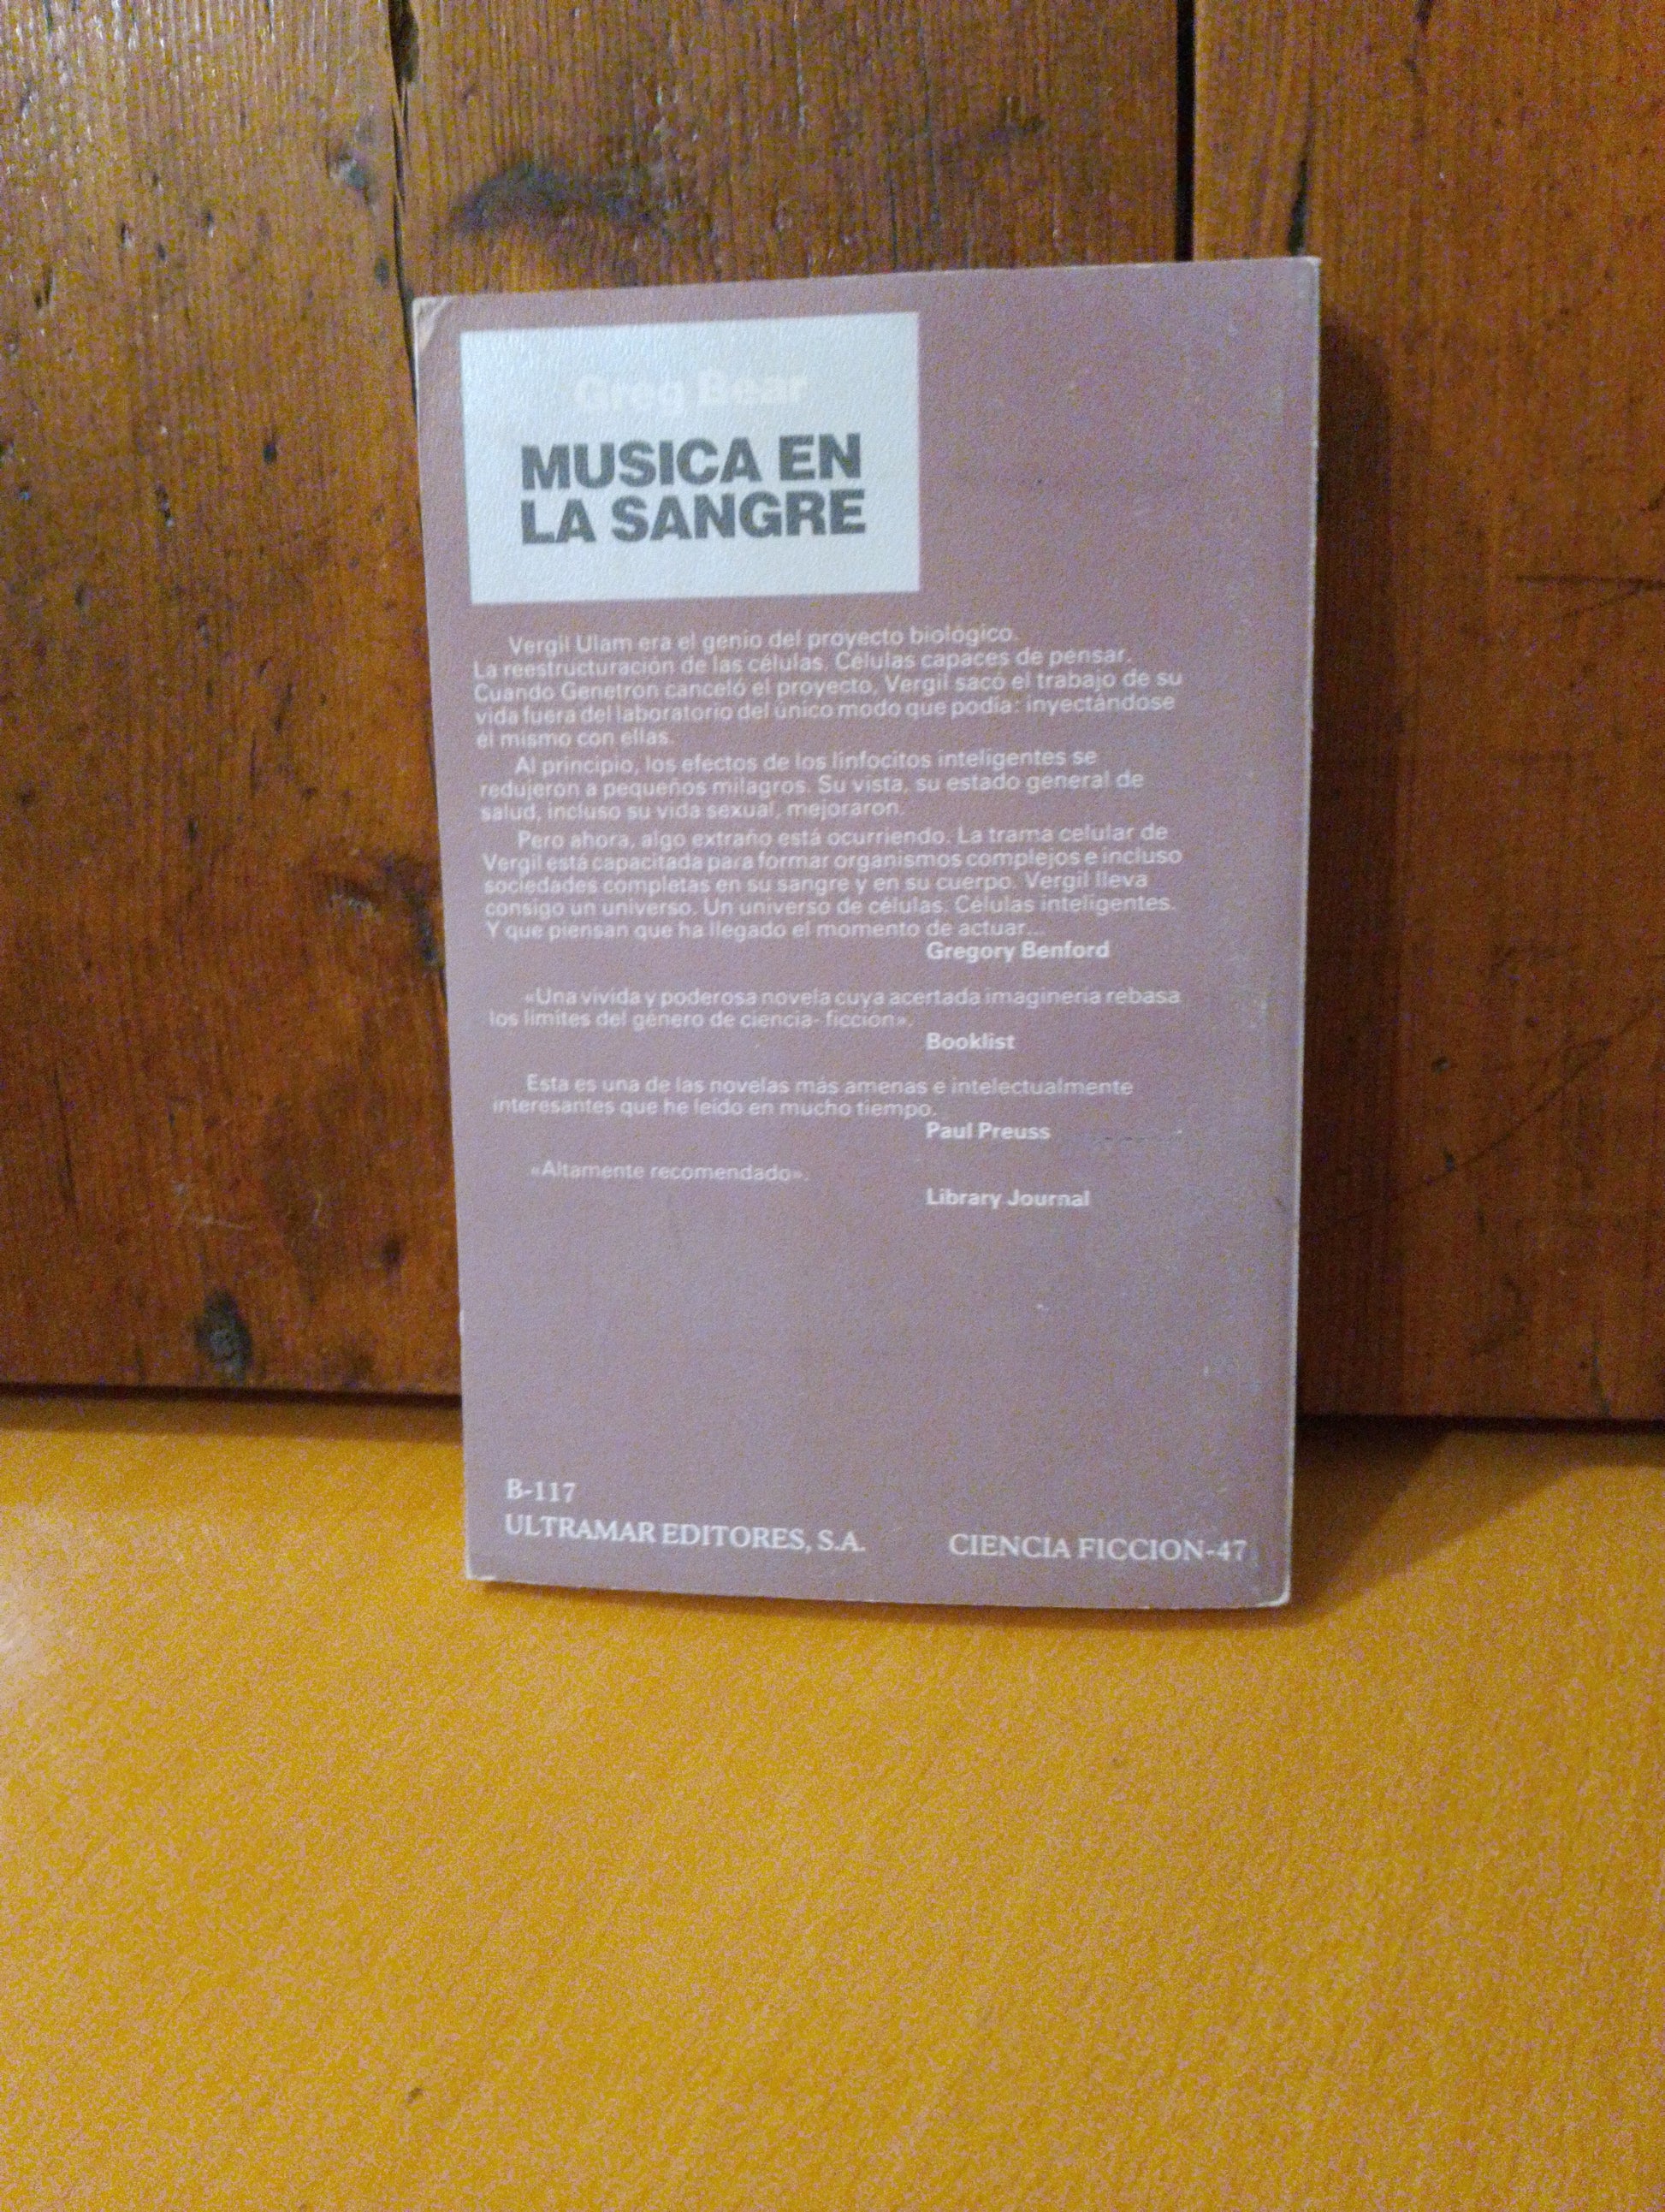 Greg Bear
MUSICA EN
LA SANGRE
Vergil Ulam era el genio del proyecto biológico.
La reestructuración de las células. Células capaces de pensar.
Cuando Genetron canceló el proyecto, Vergil sacó el trabajo de su
vida fuera del laboratorio del único modo que podía: inyectándose
él mismo con ellas.
Al principio, los efectos de los linfocitos inteligentes se
redujeron a pequeños milagros. Su vista, su estado general de
salud, incluso su vida sexual, mejoraron.
Pero ahora, algo extraño está ocurriendo. La trama celular de
Vergil está capacitada para formar organismos complejos e incluso
sociedades completas en su sangre y en su cuerpo. Vergil lleva
consigo un universo. Un universo de células. Células inteligentes.
Y que piensan que ha llegado el momento de actuar...
Gregory Benford
«Una vívida y poderosa novela cuya acertada imaginería rebasa
los límites del género de ciencia- ficción».
Booklist
Esta es una de las novelas más amenas e intelectualmente
interesantes que he leído en mucho tiempo.
Paul Preuss
«Altamente recomendado».
Library Journal
B-117
ULTRAMAR EDITORES, S.A.
CIENCIA FICCION-47